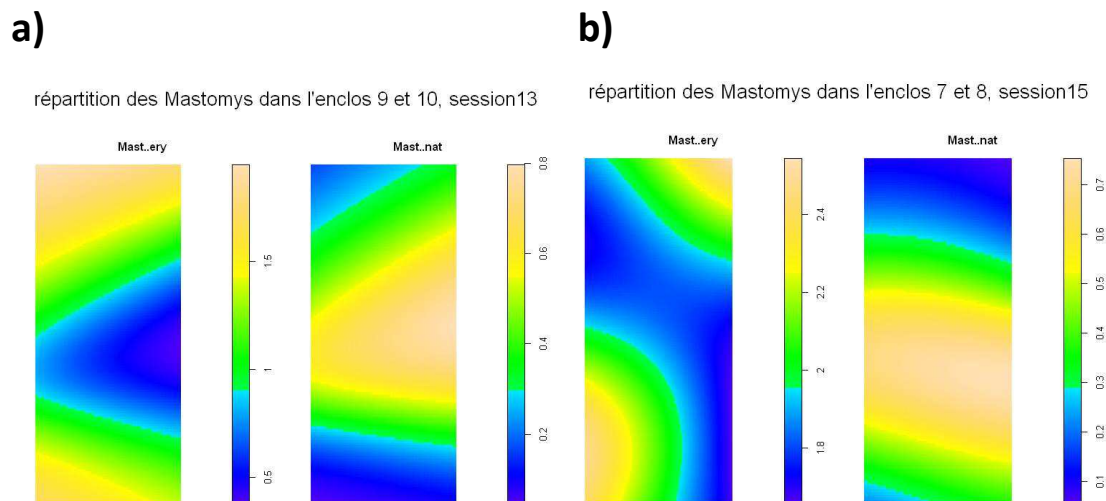 a)
b)
répartition des Mastomys dans l'enclos 9 et 10, session13
répartition des Mastomys dans l'enclos 7 et 8, session15
Mast..ery
Mast..nat
Mast..ery
Mast..nat
1.5
1
0.5
0.8
0.6
0.4
0.2
2.4
2.2
2
1.8
0.7
0.6
0.5
0.4
0.3
0.2
0.1